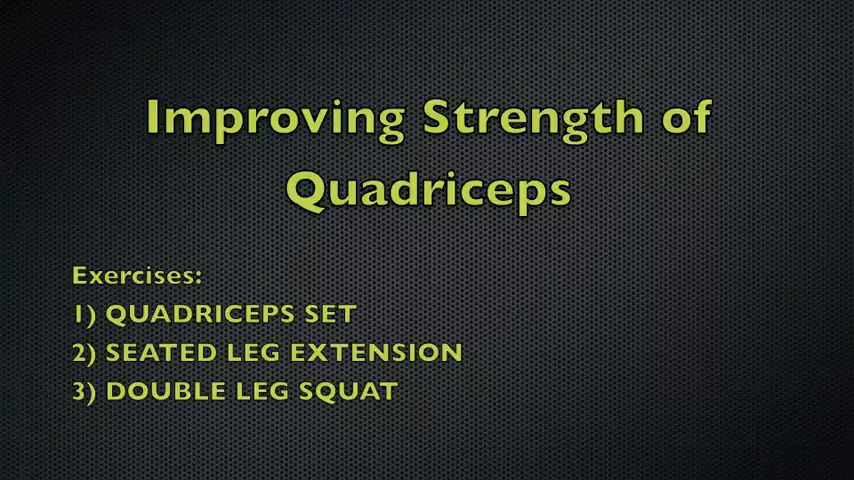 Improving Strength of
Quadriceps
Exercises:
1) QUADRICEPS SET
2) SEATED LEG EXTENSION
3) DOUBLE LEG SQUAT